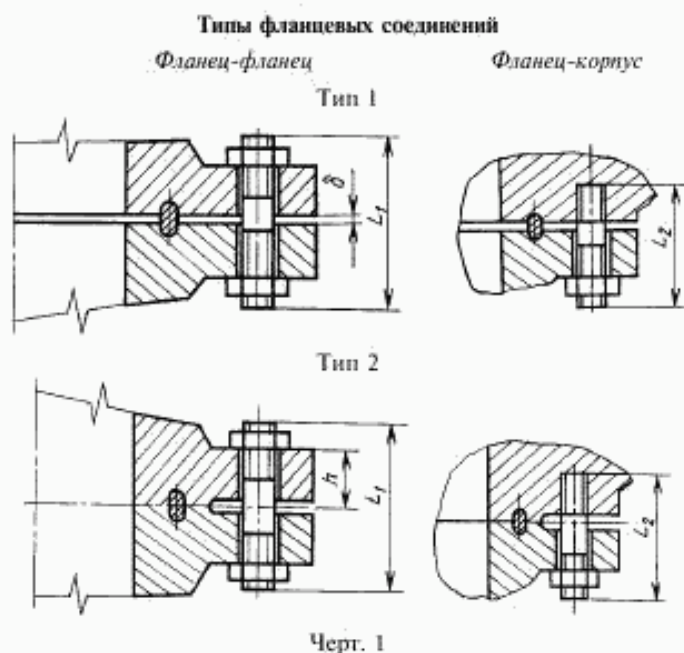 Типы фланцевых соединений
Фланец-фланец
Фланец-корпус
Тип 1
δ
L₁
L₂
Тип 2
h
L₁
L₂
Черт. 1